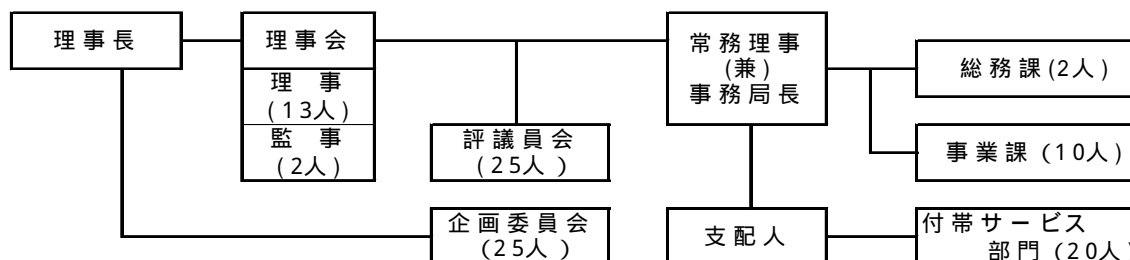 理事長
理事会
理 事
(13人)
監 事
(2人)
評議員会
(25人 )
企画委員会
(25人 )
常務理事
(兼)
事務局長
支配人
総務課(2人)
事業課 (10人)
付帯サービス
部門 (20人)